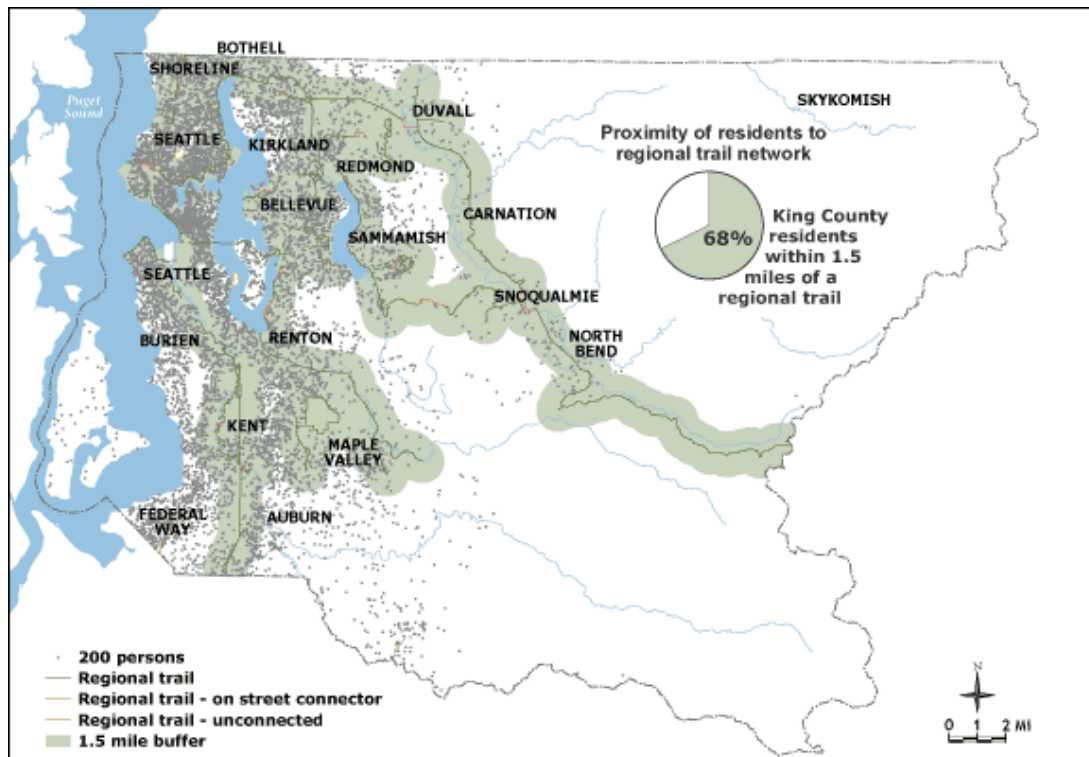 BOTHELL
SHORELINE
Puget
Sound
SEATTLE
KIRKLAND
DUVALL
REDMOND
SKYKOMISH
Proximity of residents to
regional trail network
68%
King County
residents
within 1.5
miles of a
regional trail
BELLEVUE
CARNATION
SAMMAMISH
SEATTLE
SNOQUALMIE
BURIEN
RENTON
NORTH
BEND
KENT
MAPLE
VALLEY
FEDERAL
WAY
AUBURN
200 persons
Regional trail
Regional trail - on street connector
Regional trail - unconnected
1.5 mile buffer
N
0 1 2 Mi